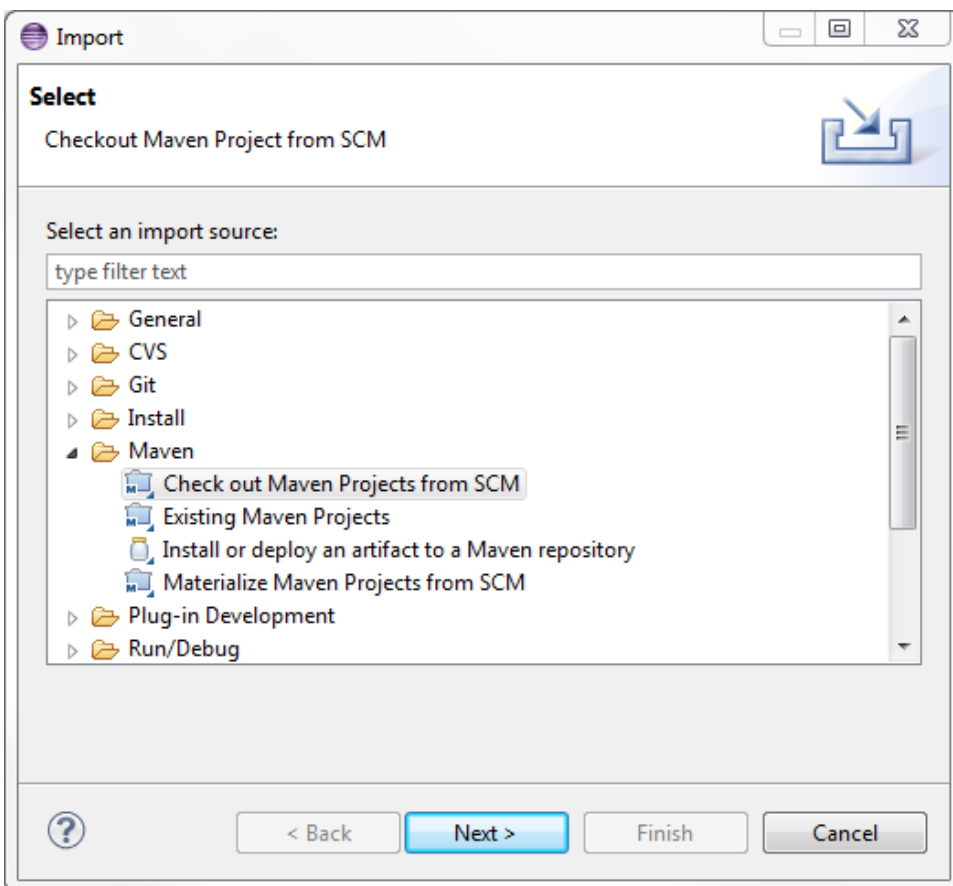 Import
Select
Checkout Maven Project from SCM
Select an import source:
type filter text
General
CVS
Git
Install
Maven
Check out Maven Projects from SCM
Existing Maven Projects
Install or deploy an artifact to a Maven repository
Materialize Maven Projects from SCM
Plug-in Development
Run/Debug
< Back Next > Finish Cancel